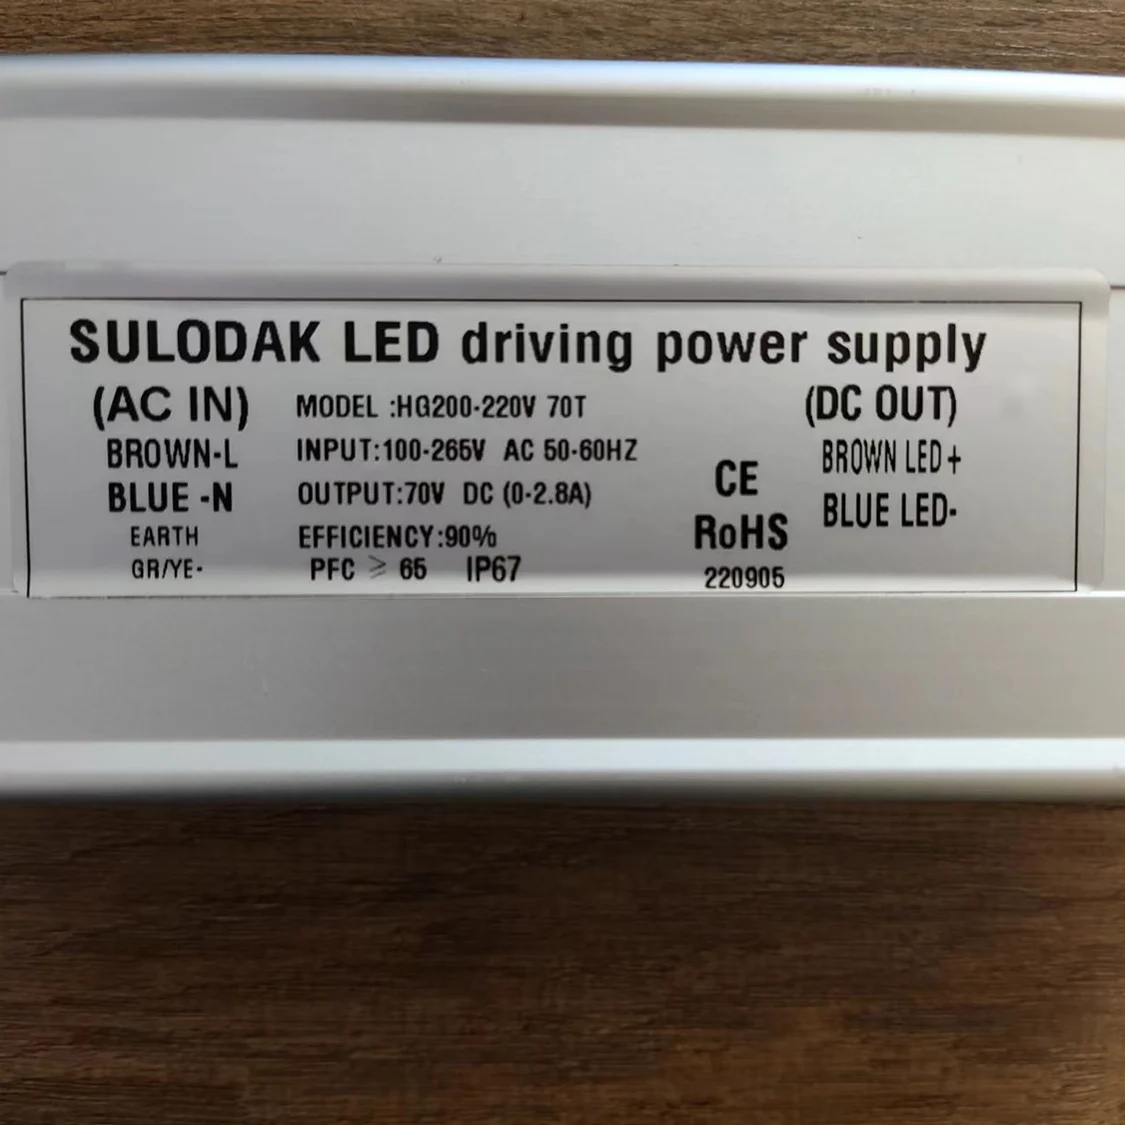 SULODAK LED driving power supply
(AC IN)
BROWN-L
BLUE -N
EARTH
GR/YE-
MODEL :HG200-220V 70T
INPUT:100-265V AC 50-60HZ
OUTPUT:70V DC (0-2.8A)
EFFICIENCY:90%
PFC ≥ 65 IP67
CE
RoHS
220905
(DC OUT)
BROWN LED+
BLUE LED-